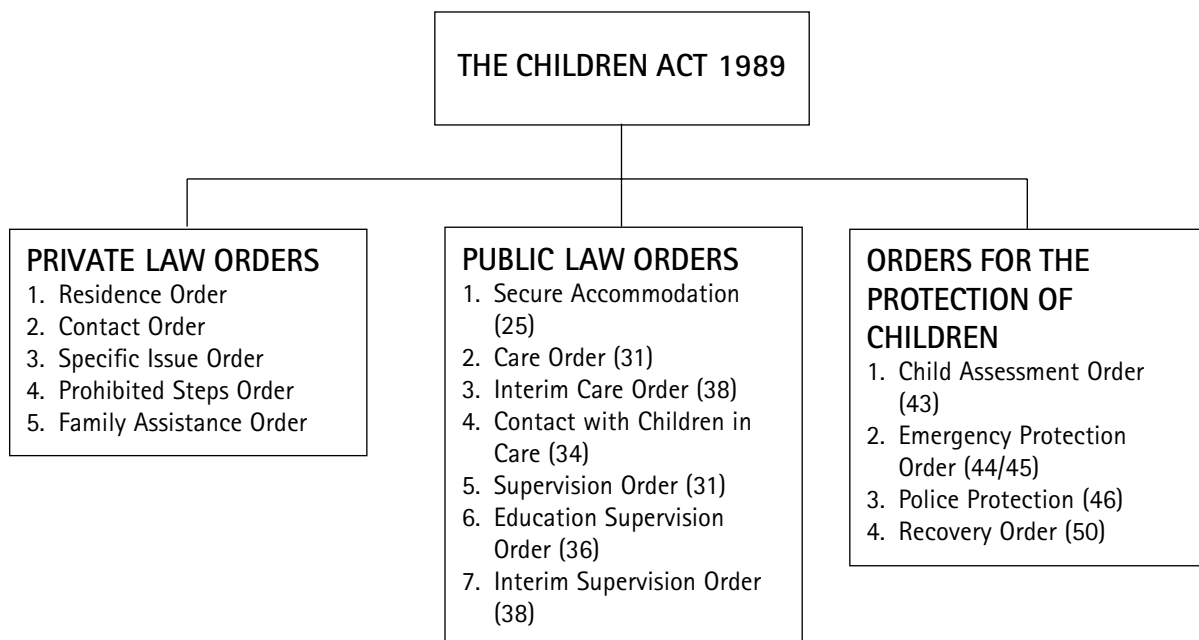 THE CHILDREN ACT 1989
PRIVATE LAW ORDERS
1. Residence Order
2. Contact Order
3. Specific Issue Order
4. Prohibited Steps Order
5. Family Assistance Order
PUBLIC LAW ORDERS
1. Secure Accommodation
(25)
2. Care Order (31)
3. Interim Care Order (38)
4. Contact with Children in
Care (34)
5. Supervision Order (31)
6. Education Supervision
Order (36)
7. Interim Supervision Order
(38)
ORDERS FOR THE
PROTECTION OF
CHILDREN
1. Child Assessment Order
(43)
2. Emergency Protection
Order (44/45)
3. Police Protection (46)
4. Recovery Order (50)